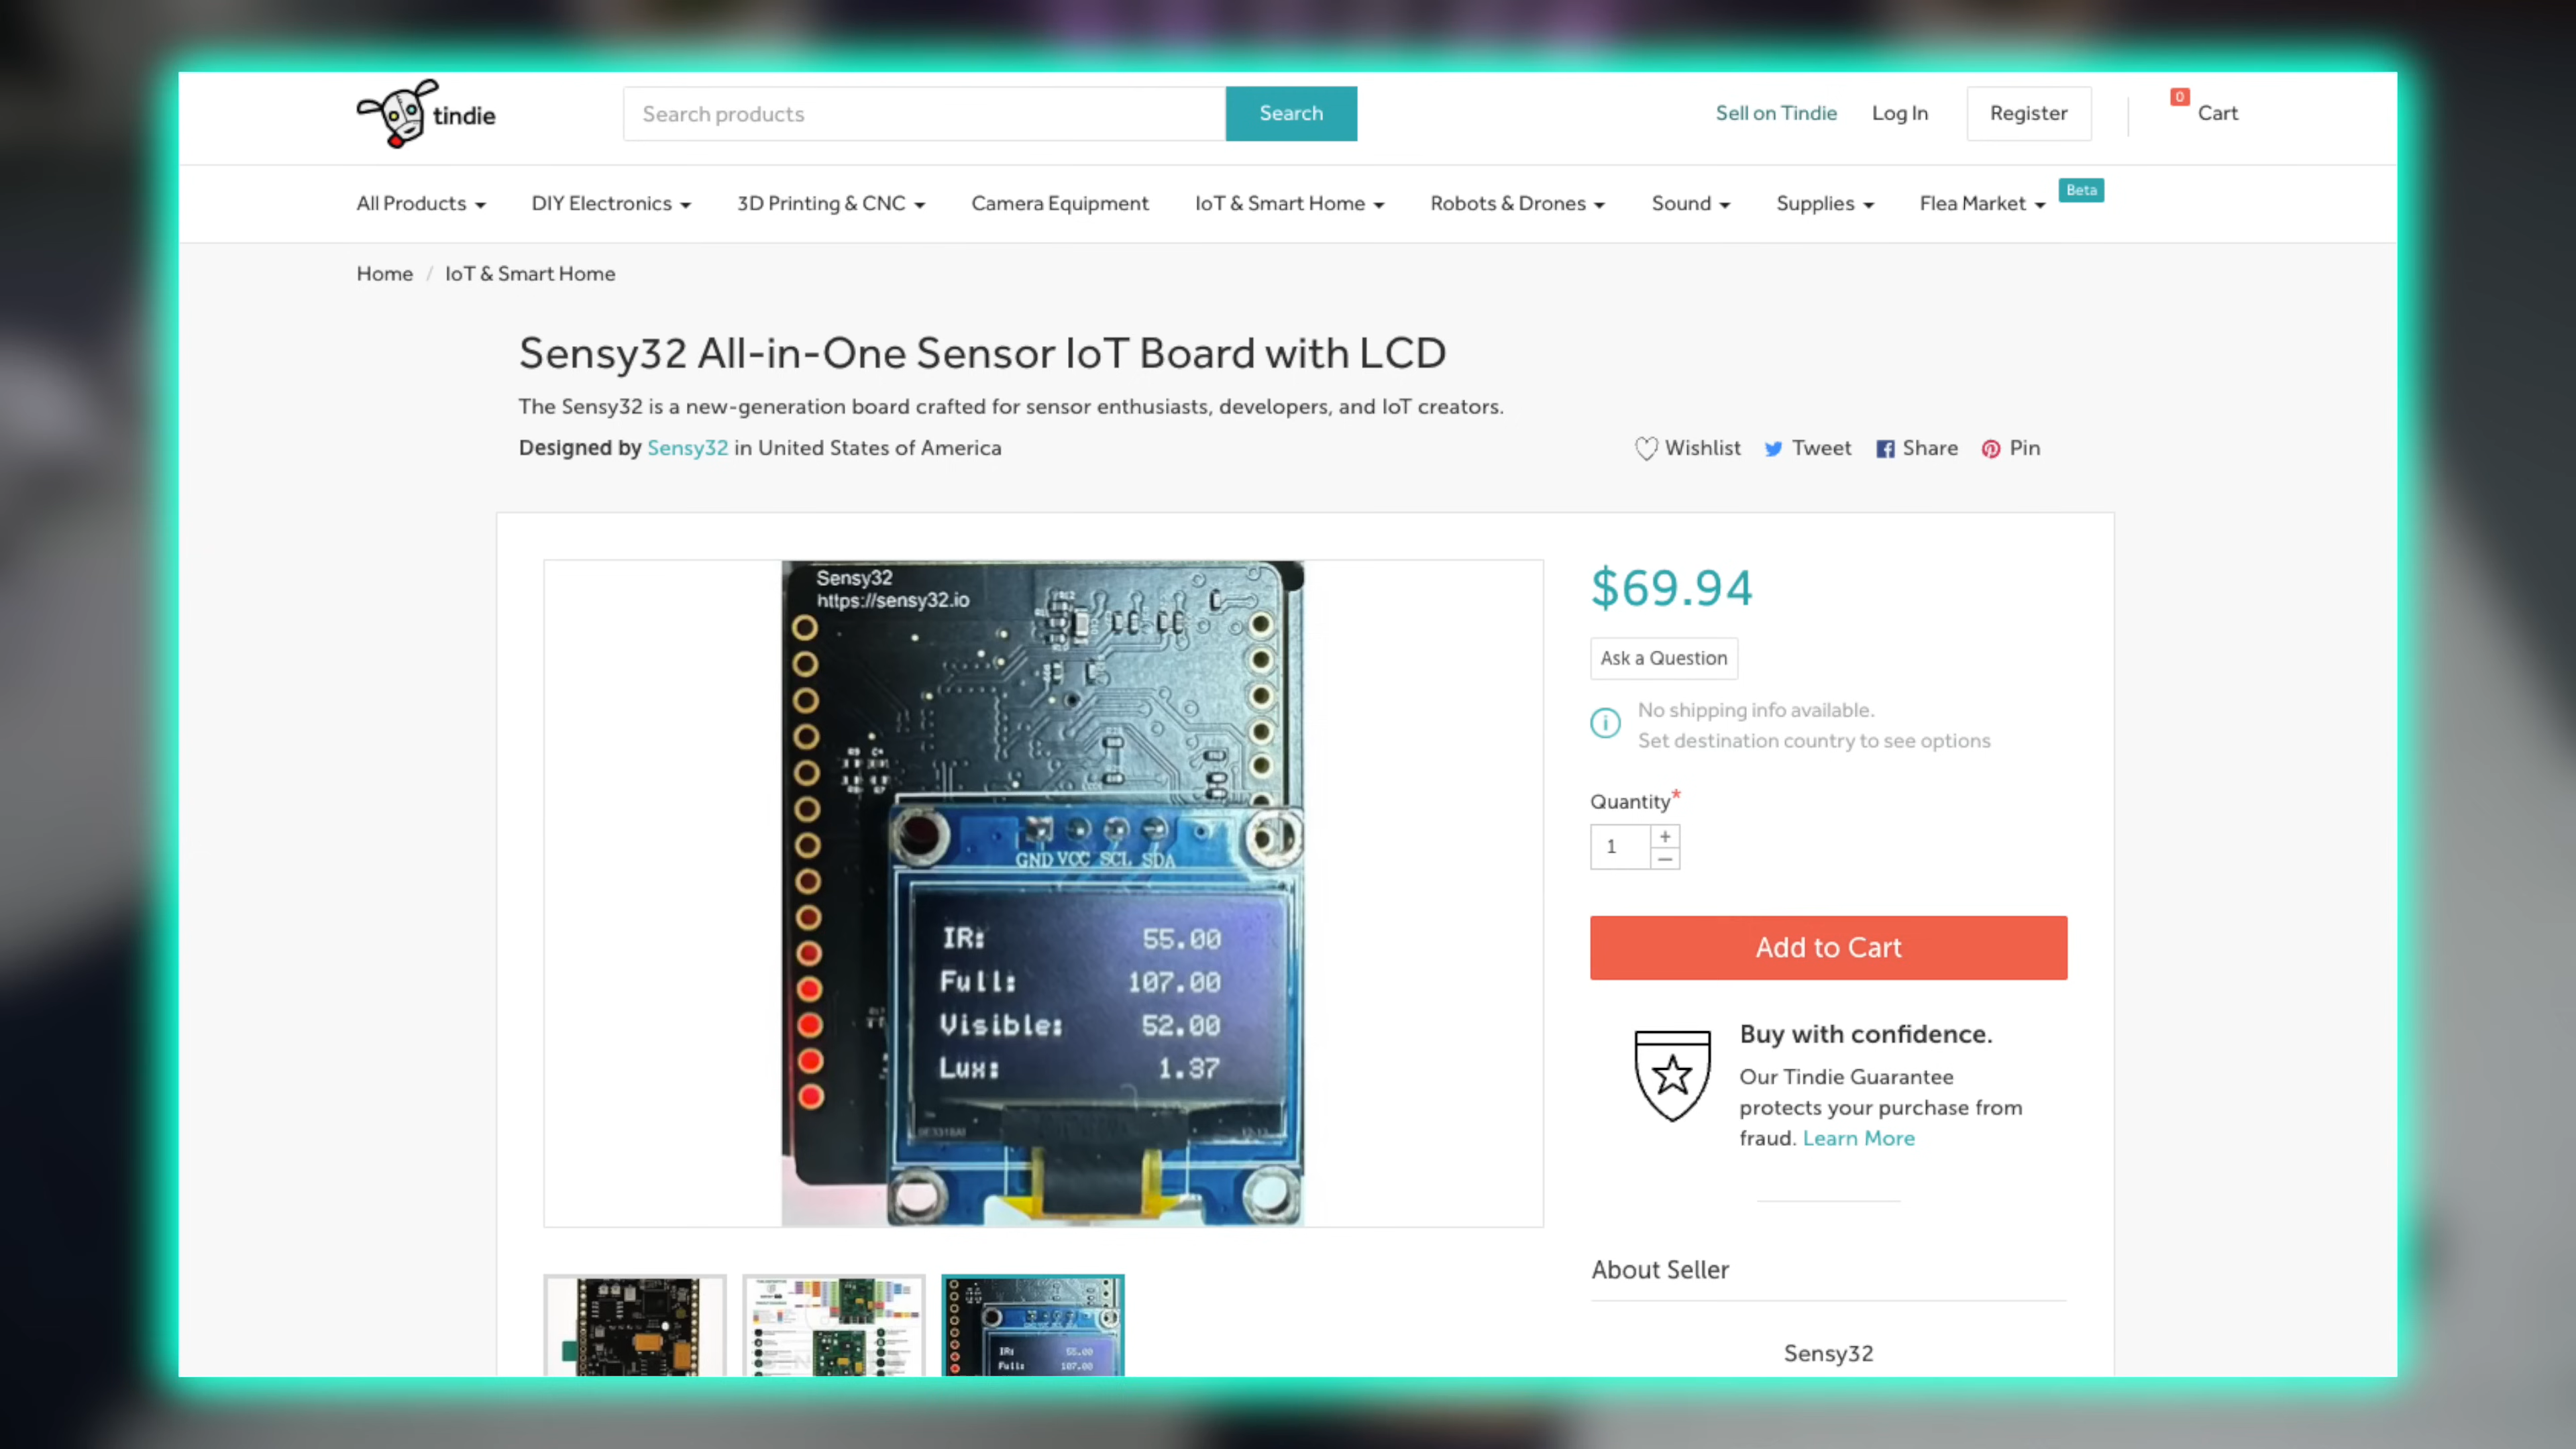 tindie
Search products
Search
Sell on Tindie
Log In
Register
0
Cart
All Products
DIY Electronics
3D Printing & CNC
Camera Equipment
IoT & Smart Home
Robots & Drones
Sound
Supplies
Flea Market
Beta
Home / IoT & Smart Home
Sensy32 All-in-One Sensor IoT Board with LCD
The Sensy32 is a new-generation board crafted for sensor enthusiasts, developers, and IoT creators.
Designed by Sensy32 in United States of America
Wishlist
Tweet
Share
Pin
Sensy32
https://sensy32.io
GND VCC SCL SDA
IR: 55.00
Full: 107.00
Visible: 52.00
Lux: 1.37
$69.94
Ask a Question
No shipping info available.
Set destination country to see options
Quantity*
1
+
−
Add to Cart
Buy with confidence.
Our Tindie Guarantee
protects your purchase from
fraud. Learn More
About Seller
Sensy32
IR: 55.00
Full: 107.00